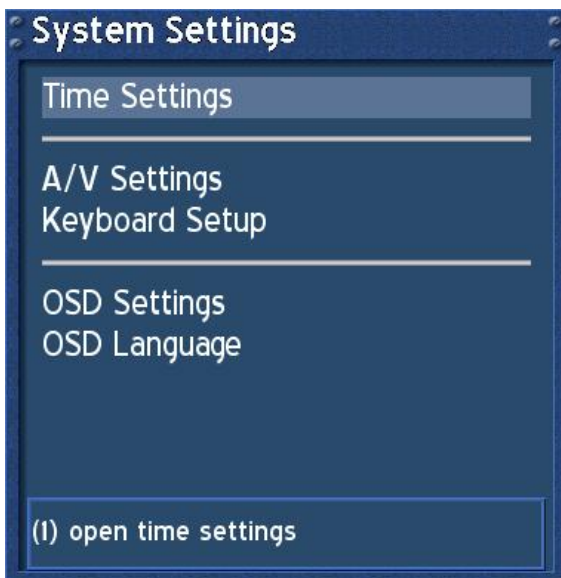 System Settings
Time Settings
A/V Settings
Keyboard Setup
OSD Settings
OSD Language
(1) open time settings